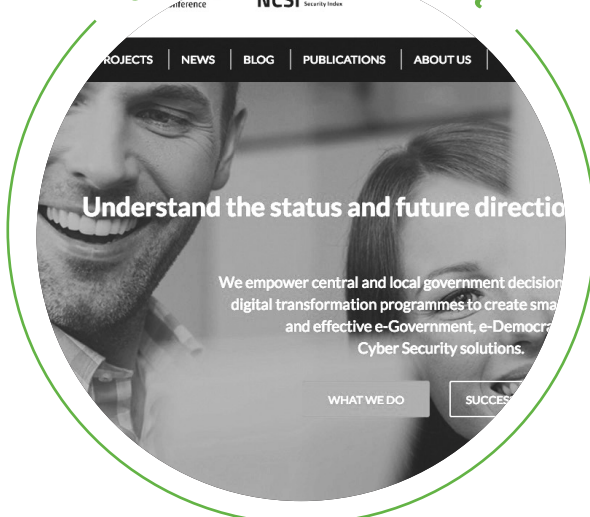 nference
NCSI Security Index
ROJECTS NEWS BLOG PUBLICATIONS ABOUT US
Understand the status and future directio
We empower central and local government decision
digital transformation programmes to create sma
and effective e-Government, e-Democra
Cyber Security solutions.
WHAT WE DO SUCCES